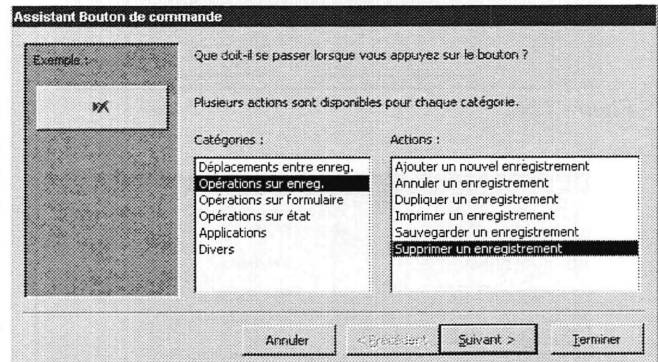 Assistant Bouton de commande
Exemple :
Que doit-il se passer lorsque vous appuyez sur le bouton ?
Plusieurs actions sont disponibles pour chaque catégorie.
Catégories :
Actions :
Déplacements entre enreg.
Opérations sur enreg.
Opérations sur formulaire
Opérations sur état
Applications
Divers
Ajouter un nouvel enregistrement
Annuler un enregistrement
Dupliquer un enregistrement
Imprimer un enregistrement
Sauvegarder un enregistrement
Supprimer un enregistrement
Annuler
< Précédent
Suivant >
Terminer